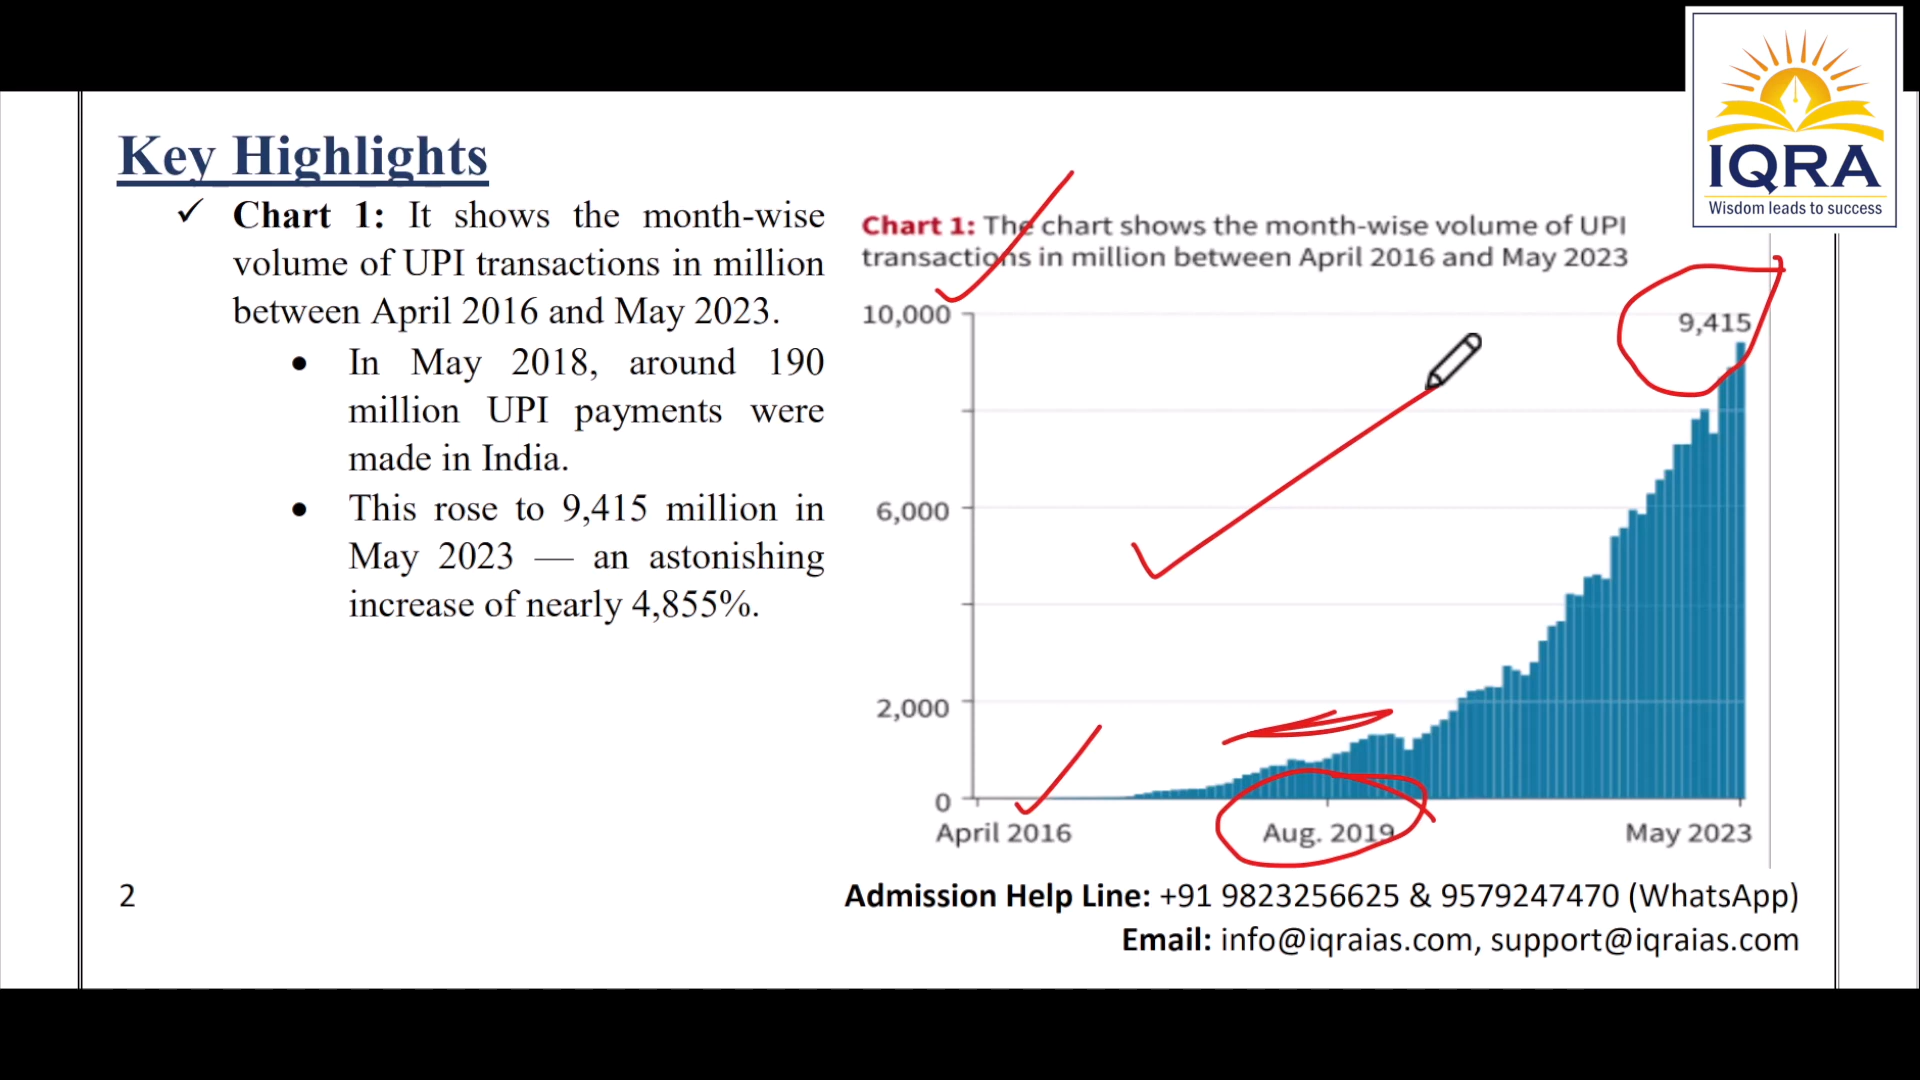 IQRA
Wisdom leads to success
Key Highlights
✓ Chart 1: It shows the month-wise
volume of UPI transactions in million
between April 2016 and May 2023.
• In May 2018, around 190
million UPI payments were
made in India.
• This rose to 9,415 million in
May 2023 — an astonishing
increase of nearly 4,855%.
Chart 1: The chart shows the month-wise volume of UPI
transactions in million between April 2016 and May 2023
10,000
9,415
6,000
2,000
0
April 2016 Aug. 2019 May 2023
2
Admission Help Line: +91 9823256625 & 9579247470 (WhatsApp)
Email: info@iqraias.com, support@iqraias.com